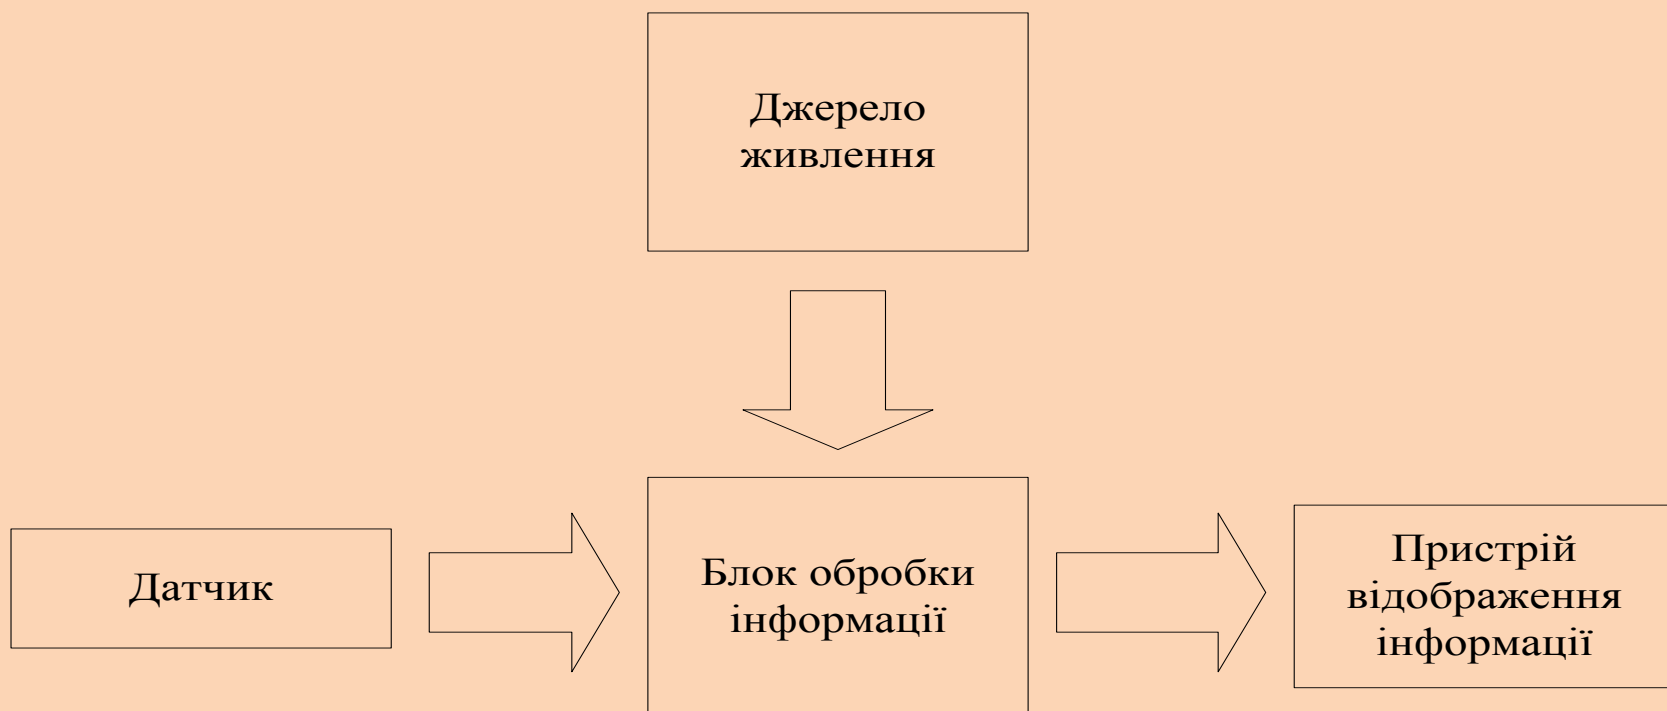 Джерело
живлення
Датчик
Блок обробки
інформації
Пристрій
відображення
інформації